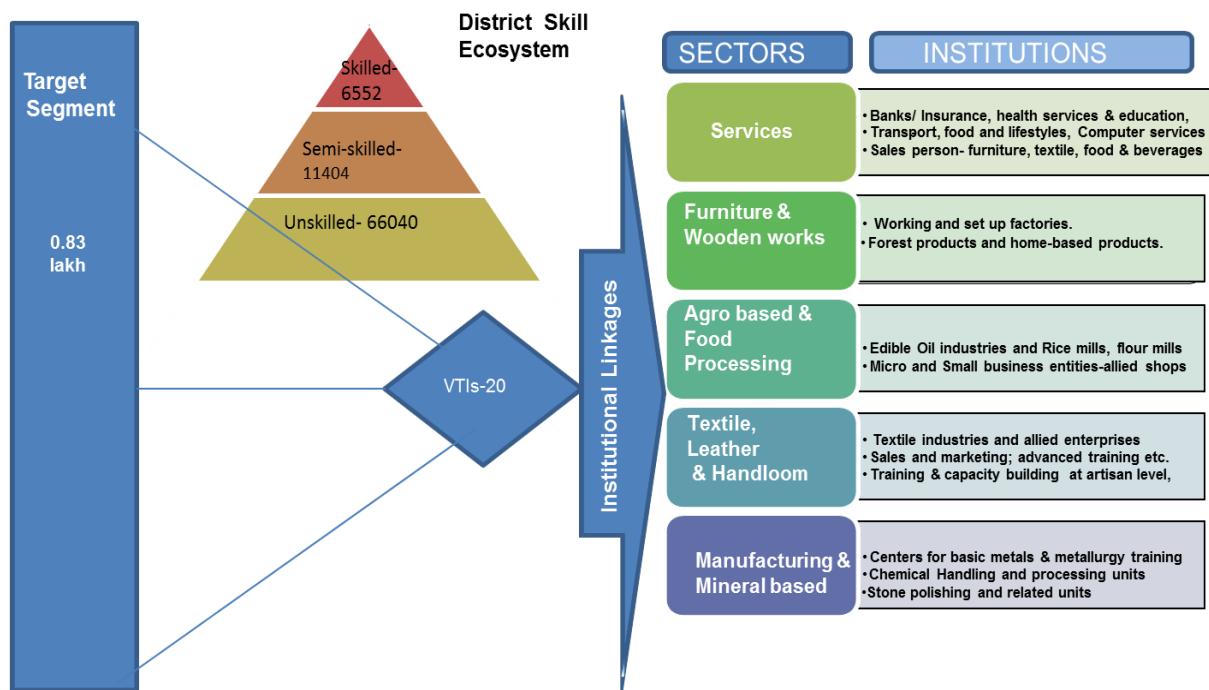 District Skill
Ecosystem
Target
Segment
0.83
lakh
Skilled-
6552
Semi-skilled-
11404
Unskilled- 66040
VTIs-20
Institutional Linkages
SECTORS
INSTITUTIONS
Services
• Banks/ Insurance, health services & education,
• Transport, food and lifestyles, Computer services
• Sales person- furniture, textile, food & beverages
Furniture &
Wooden works
• Working and set up factories.
• Forest products and home-based products.
Agro based &
Food
Processing
• Edible Oil industries and Rice mills, flour mills
• Micro and Small business entities-allied shops
Textile,
Leather
& Handloom
• Textile industries and allied enterprises
• Sales and marketing; advanced training etc.
• Training & capacity building at artisan level,
Manufacturing &
Mineral based
• Centers for basic metals & metallurgy training
• Chemical Handling and processing units
• Stone polishing and related units